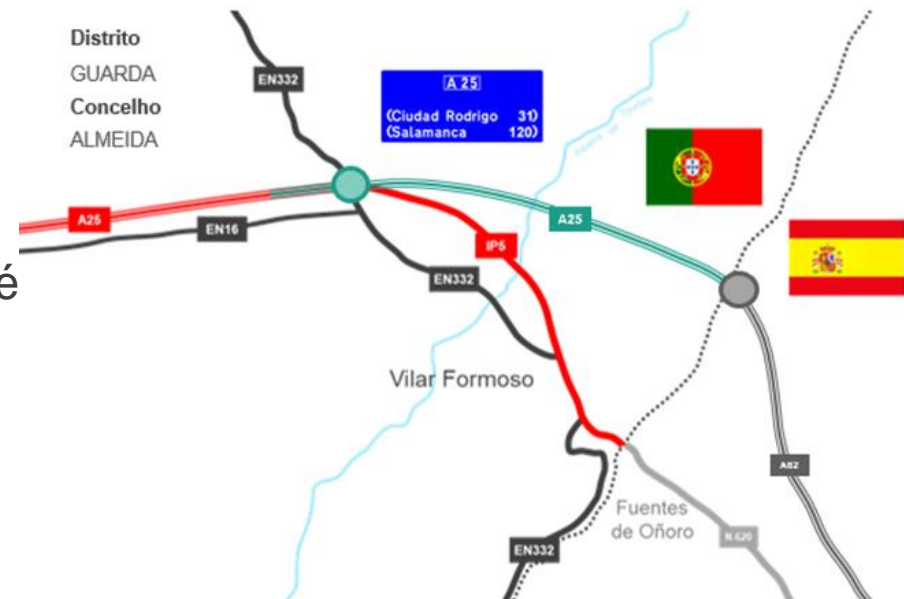 Distrito
GUARDA
Concelho
ALMEIDA
EN332
A 25
(Ciudad Rodrigo 31)
(Salamanca 120)
A25
EN16
A25
IP5
EN332
é
Vilar Formoso
A62
Fuentes
de Oñoro
N-620
EN332